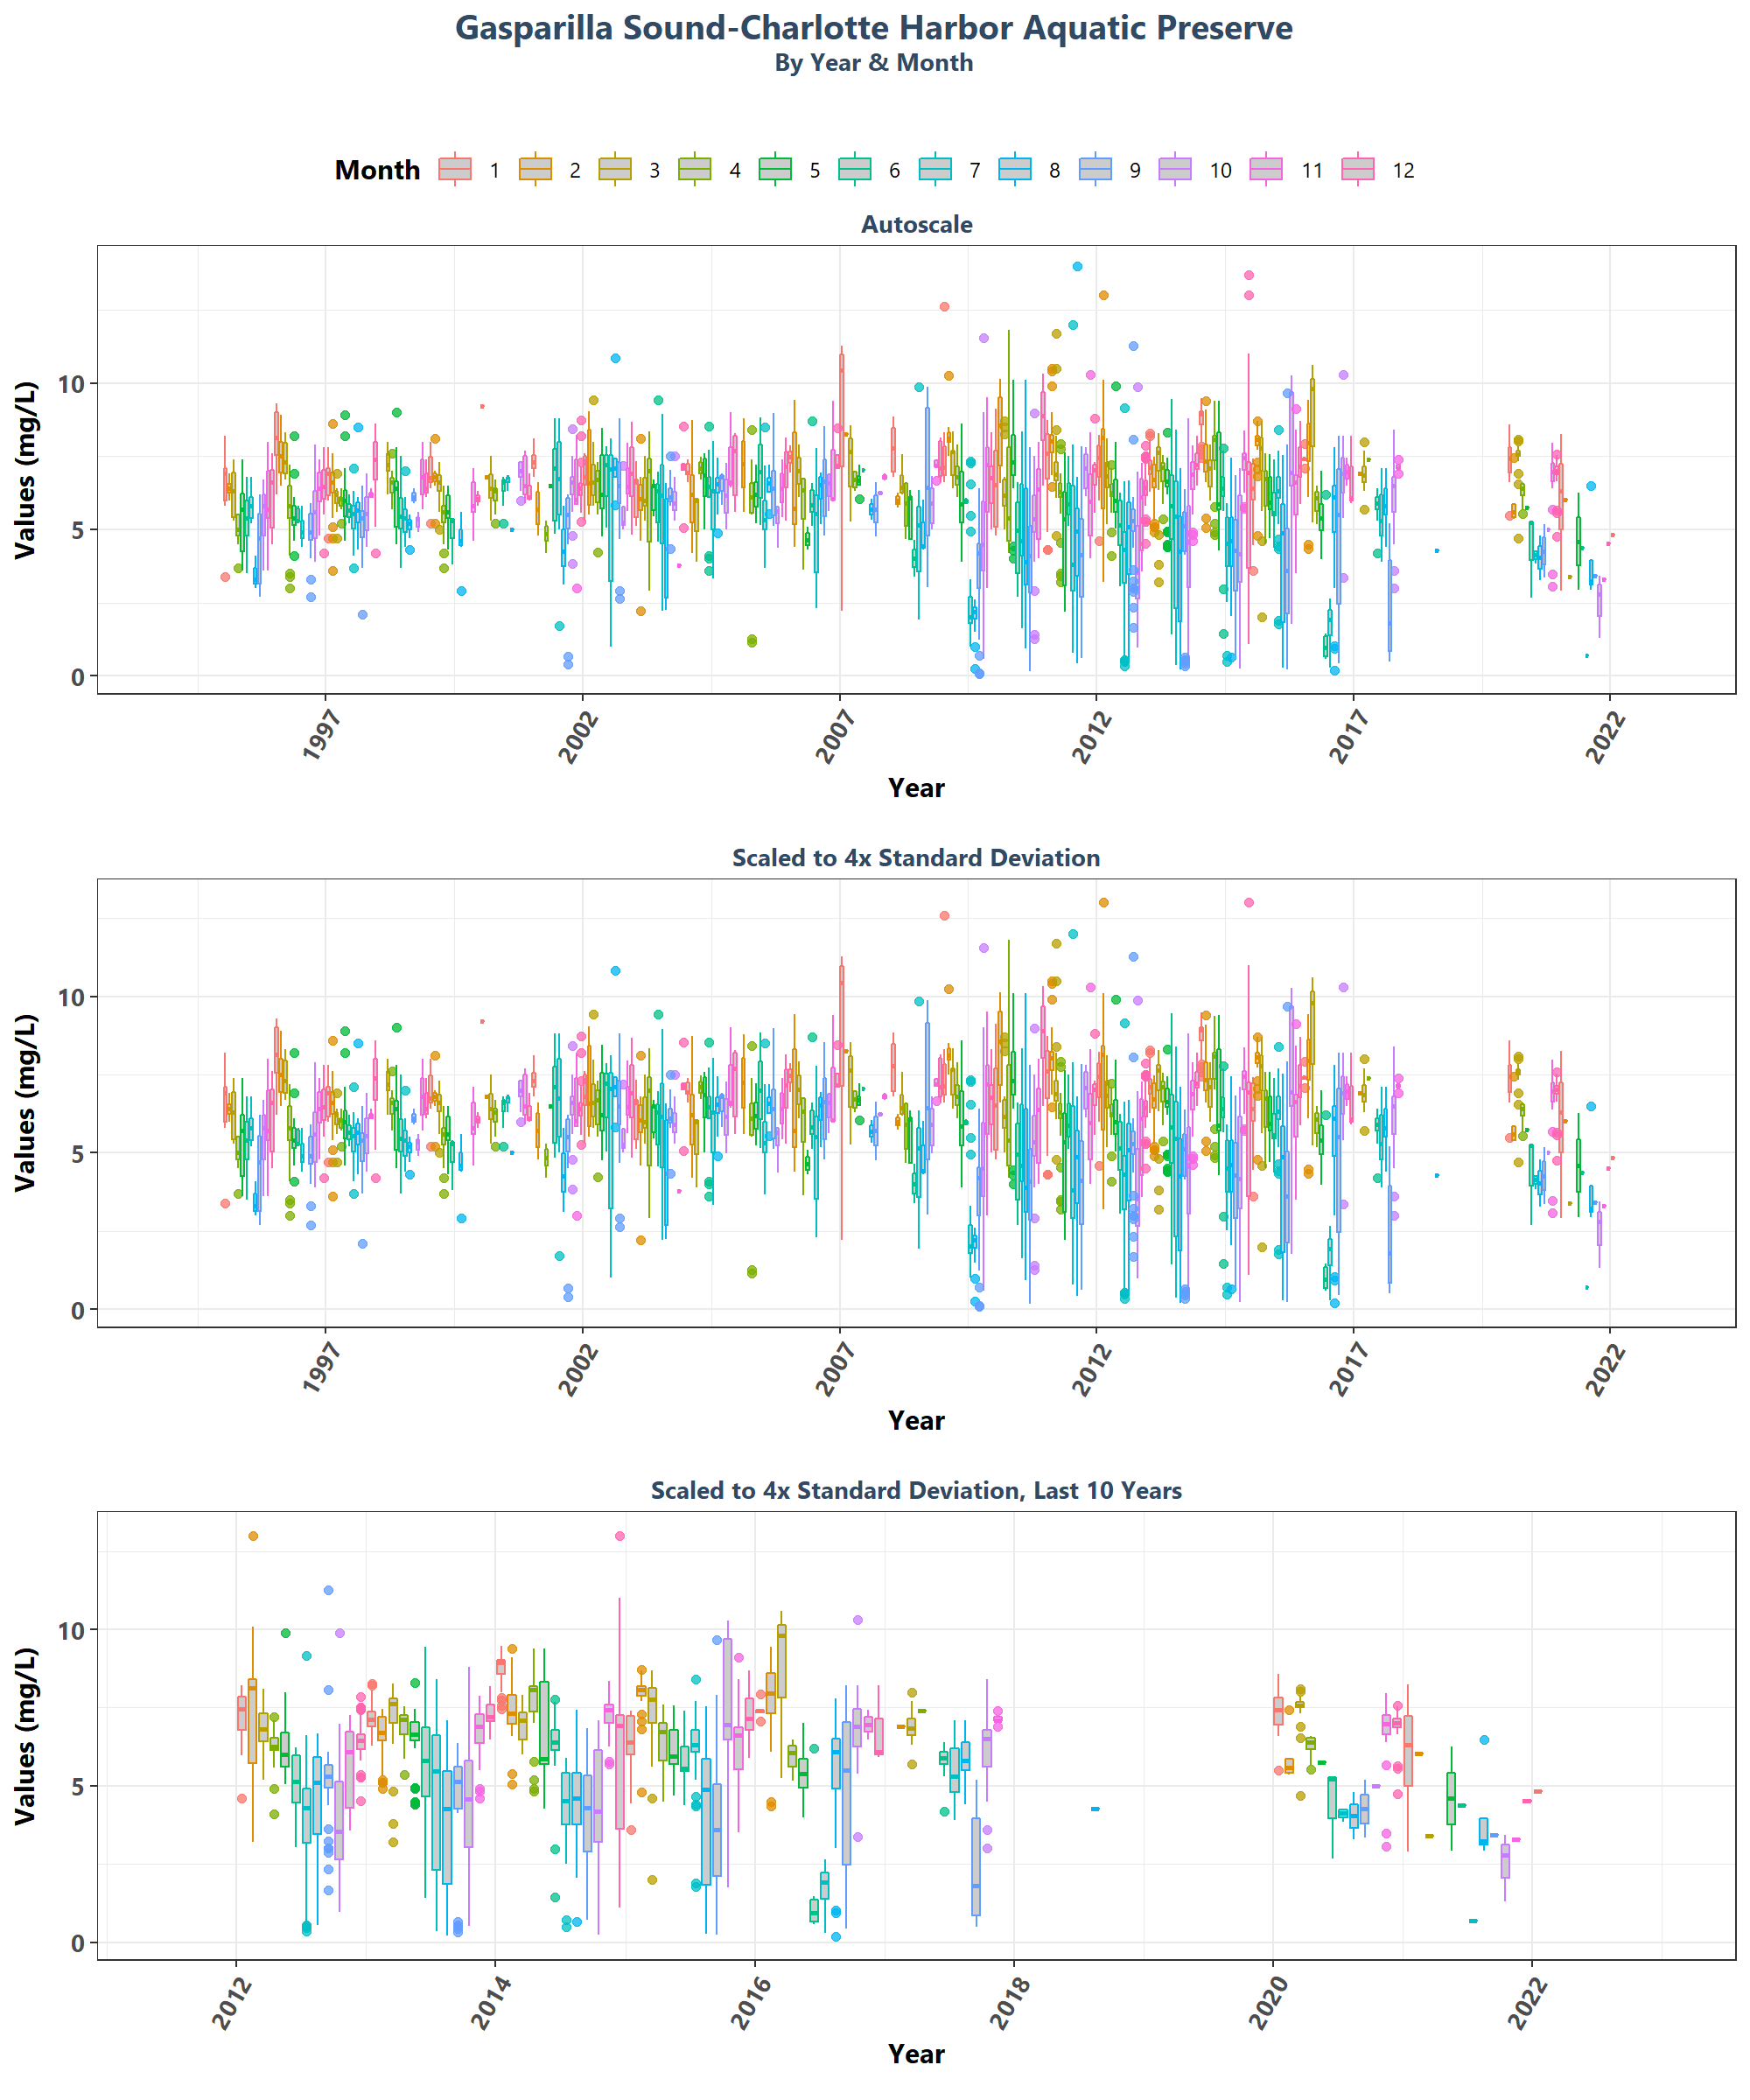 Gasparilla Sound-Charlotte Harbor Aquatic Preserve
By Year & Month
Month 1 2 3 4 5 6 7 8 9 10 11 12
Autoscale
Values (mg/L)
10
5
0
1997 2002 2007 2012 2017 2022
Year
Scaled to 4x Standard Deviation
Values (mg/L)
10
5
0
1997 2002 2007 2012 2017 2022
Year
Scaled to 4x Standard Deviation, Last 10 Years
Values (mg/L)
10
5
0
2012 2014 2016 2018 2020 2022
Year